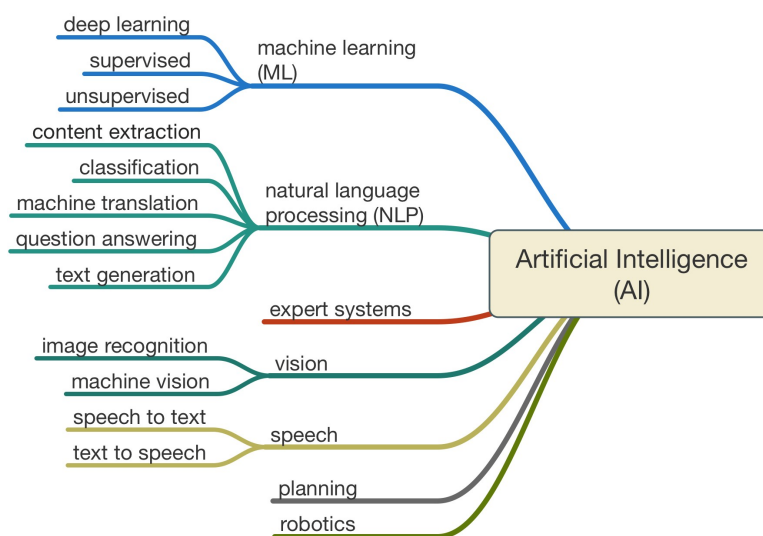 deep learning
supervised
unsupervised
machine learning
(ML)
content extraction
classification
machine translation
question answering
text generation
natural language
processing (NLP)
expert systems
image recognition
machine vision
vision
speech to text
text to speech
speech
planning
robotics
Artificial Intelligence
(AI)